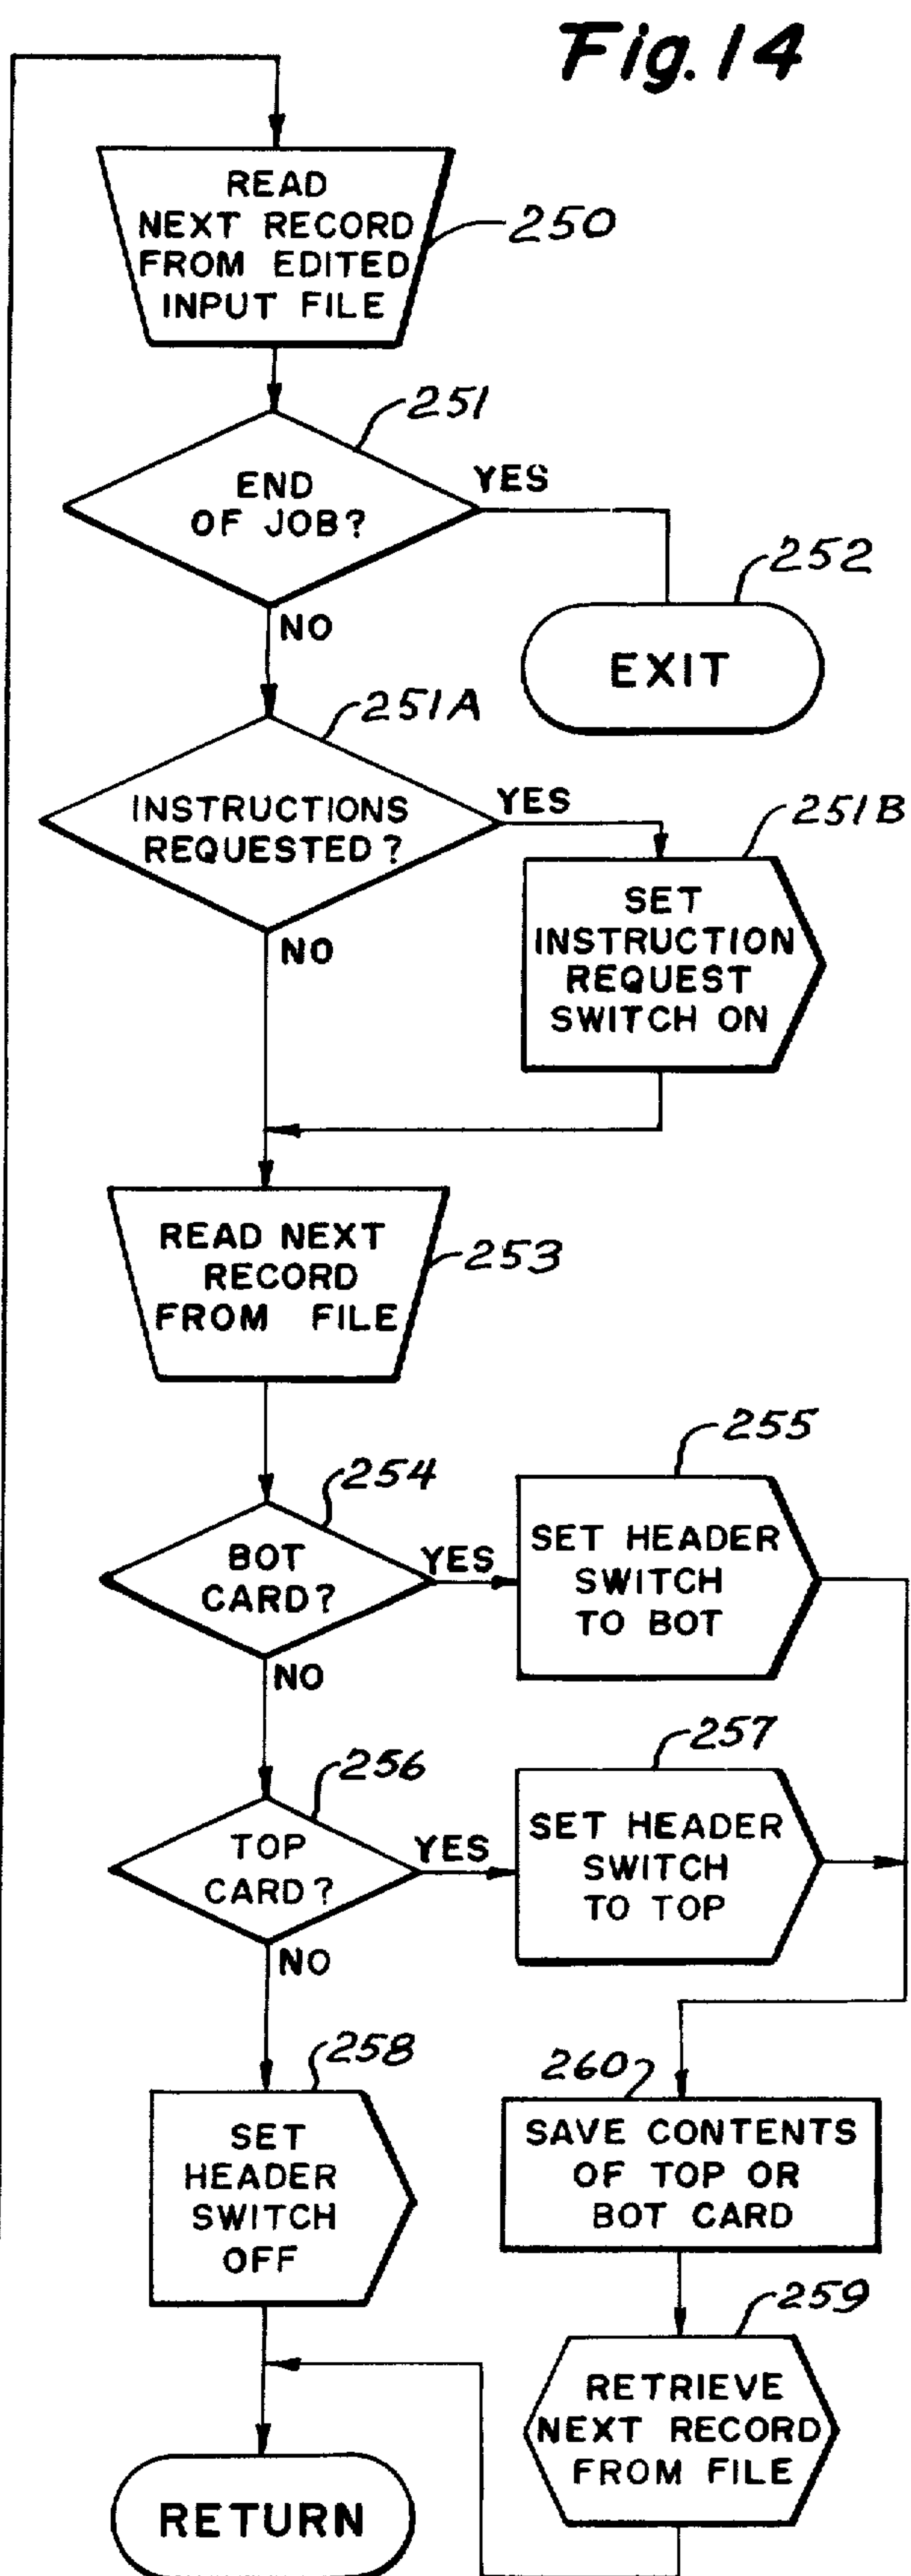 Fig. 14
READ
NEXT RECORD
FROM EDITED
INPUT FILE
250
251
END
OF JOB?
YES
252
EXIT
NO
251A
INSTRUCTIONS
REQUESTED?
YES
251B
SET
INSTRUCTION
REQUEST
SWITCH ON
NO
READ NEXT
RECORD
FROM FILE
253
254
BOT
CARD?
YES
255
SET HEADER
SWITCH
TO BOT
NO
256
TOP
CARD?
YES
257
SET HEADER
SWITCH
TO TOP
NO
258
SET
HEADER
SWITCH
OFF
260
SAVE CONTENTS
OF TOP OR
BOT CARD
259
RETRIEVE
NEXT RECORD
FROM FILE
RETURN